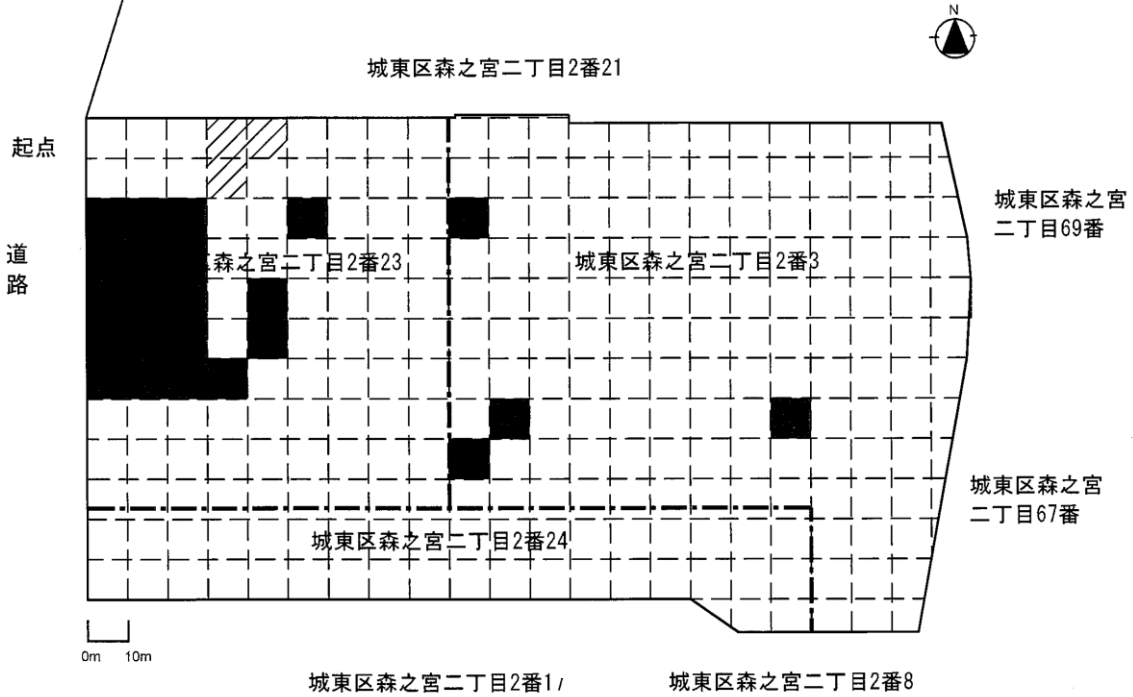 N
城東区森之宮二丁目2番21
起点
道
路
城東区森之宮
二丁目69番
区森之宮二丁目2番23
城東区森之宮二丁目2番3
城東区森之宮
二丁目67番
城東区森之宮二丁目2番24
0m 10m
城東区森之宮二丁目2番1/
城東区森之宮二丁目2番8